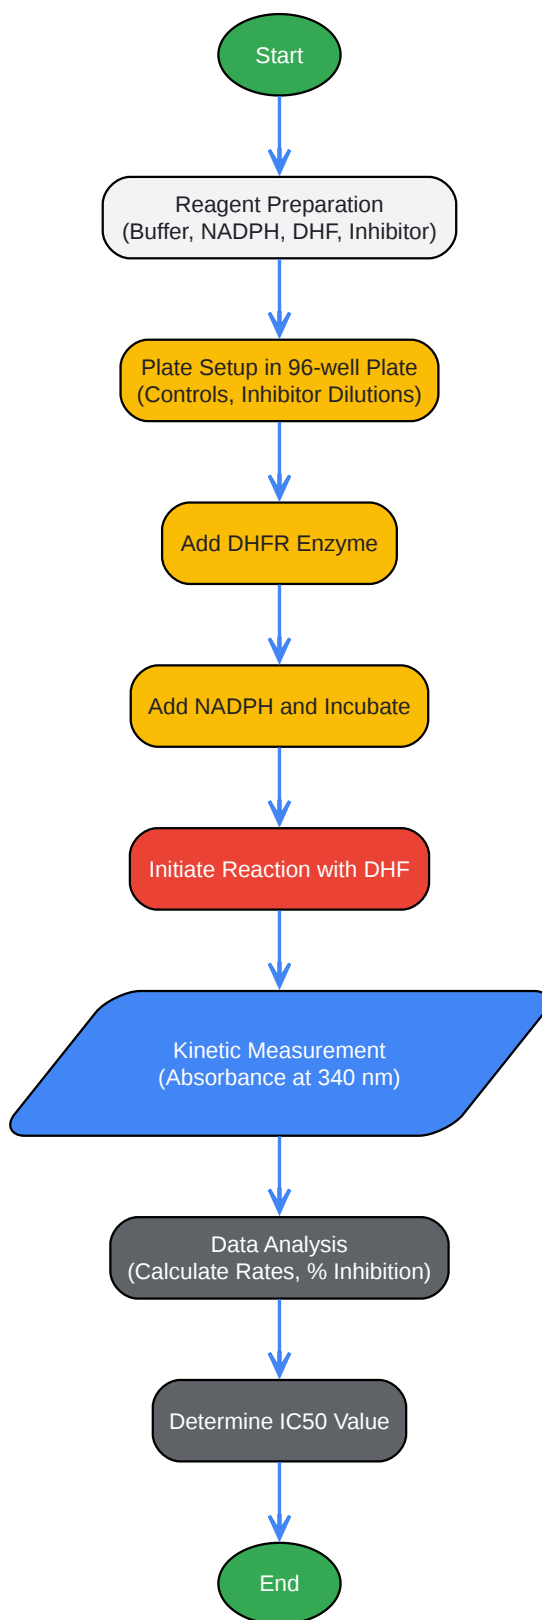 Start
Reagent Preparation
(Buffer, NADPH, DHF, Inhibitor)
Plate Setup in 96-well Plate
(Controls, Inhibitor Dilutions)
Add DHFR Enzyme
Add NADPH and Incubate
Initiate Reaction with DHF
Kinetic Measurement
(Absorbance at 340 nm)
Data Analysis
(Calculate Rates, % Inhibition)
Determine IC50 Value
End